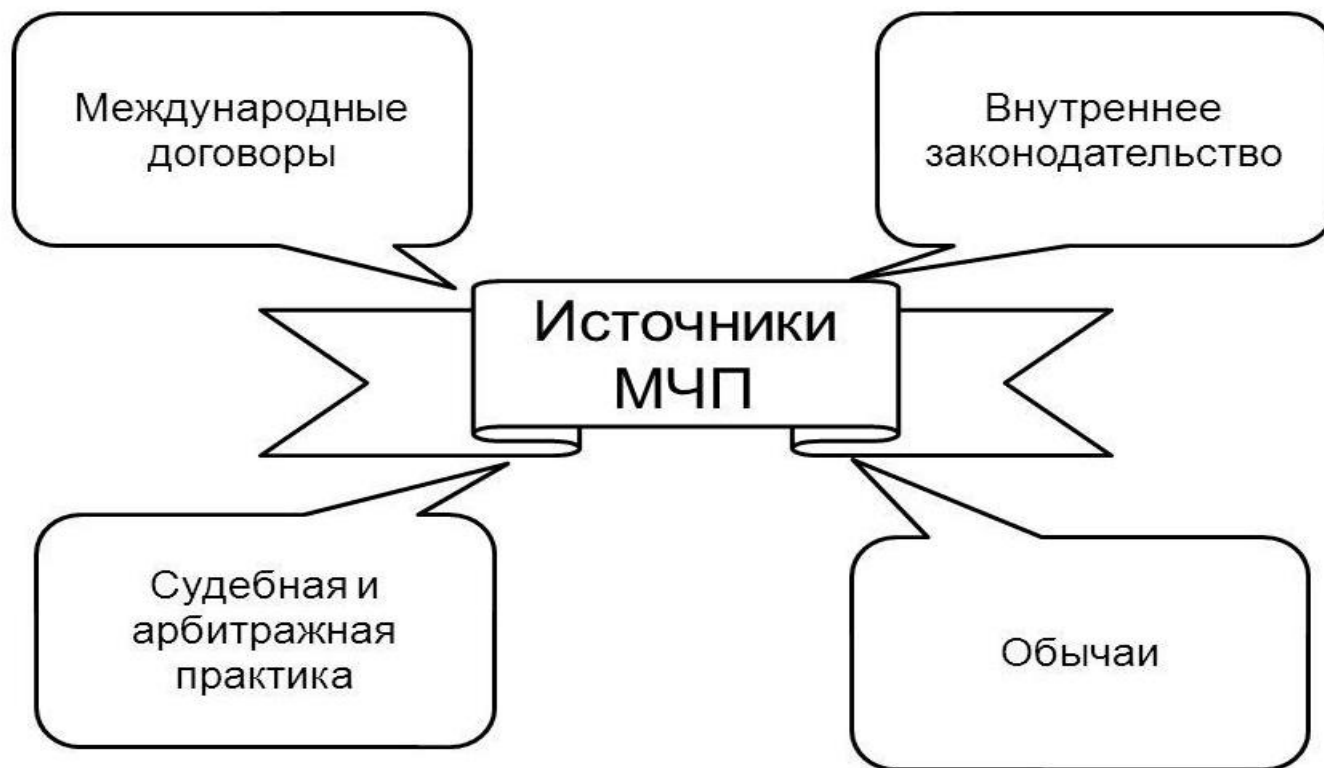 Международные
договоры
Внутреннее
законодательство
Источники
МЧП
Судебная и
арбитражная
практика
Обычаи